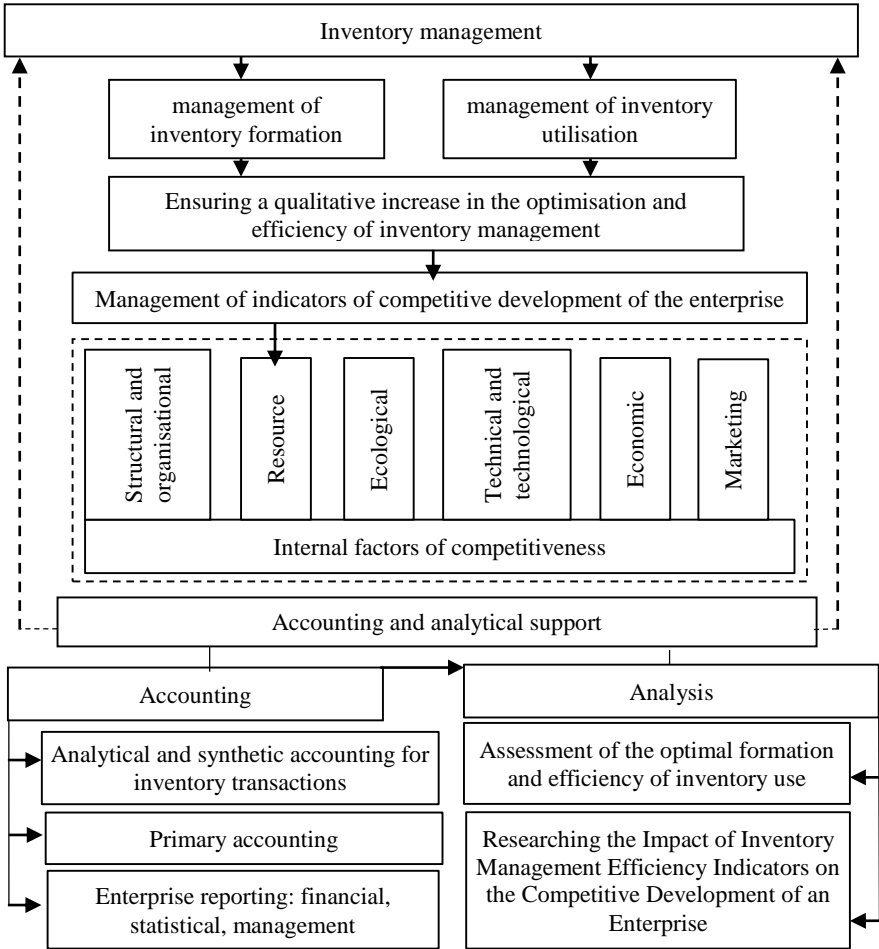 Inventory management
management of
inventory formation
management of inventory
utilisation
Ensuring a qualitative increase in the optimisation and
efficiency of inventory management
Management of indicators of competitive development of the enterprise
Structural and
organisational
Resource
Ecological
Technical and
technological
Economic
Marketing
Internal factors of competitiveness
Accounting and analytical support
Accounting
Analysis
Analytical and synthetic accounting for
inventory transactions
Primary accounting
Enterprise reporting: financial,
statistical, management
Assessment of the optimal formation
and efficiency of inventory use
Researching the Impact of Inventory
Management Efficiency Indicators on
the Competitive Development of an
Enterprise